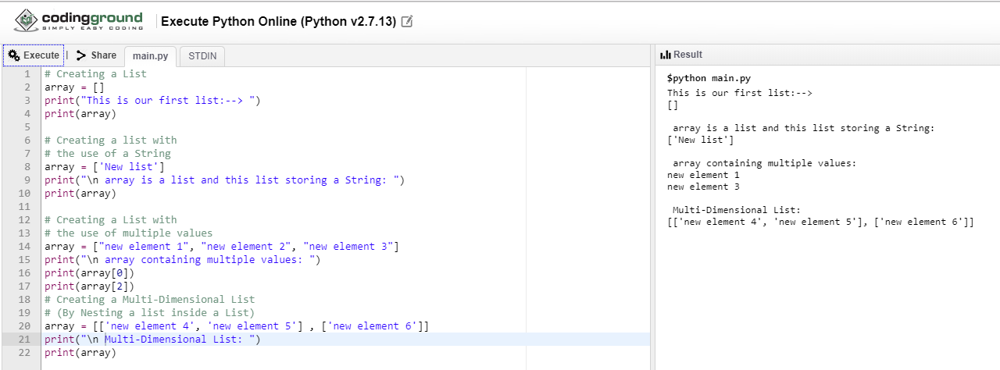 codingground
SIMPLY EASY CODING
Execute Python Online (Python v2.7.13)
Execute | Share main.py STDIN
1 # Creating a List
2 array = []
3 print("This is our first list:--> ")
4 print(array)
5
6 # Creating a list with
7 # the use of a String
8 array = ['New list']
9 print("\n array is a list and this list storing a String: ")
10 print(array)
11
12 # Creating a List with
13 # the use of multiple values
14 array = ["new element 1", "new element 2", "new element 3"]
15 print("\n array containing multiple values: ")
16 print(array[0])
17 print(array[2])
18 # Creating a Multi-Dimensional List
19 # (By Nesting a list inside a List)
20 array = [['new element 4', 'new element 5'] , ['new element 6']]
21 print("\n Multi-Dimensional List: ")
22 print(array)
Result
$python main.py
This is our first list:-->
[]
array is a list and this list storing a String:
['New list']
array containing multiple values:
new element 1
new element 3
Multi-Dimensional List:
[['new element 4', 'new element 5'], ['new element 6']]